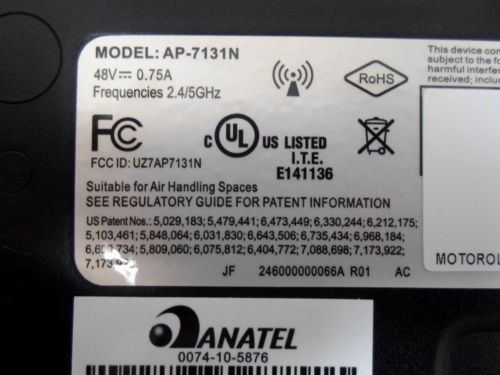 MODEL: AP-7131N
48V⎓ 0.75A
Frequencies 2.4/5GHz
RoHS
This device com
subject to the fo
harmful interferen
received; includ
FC
FCC ID: UZ7AP7131N
C UL US LISTED
I.T.E.
E141136
Suitable for Air Handling Spaces
SEE REGULATORY GUIDE FOR PATENT INFORMATION
US Patent Nos.: 5,029,183; 5,479,441; 6,473,449; 6,330,244; 6,212,175;
5,103,461; 5,848,064; 6,031,830; 6,643,506; 6,735,434; 6,968,184;
5,809,060; 6,075,812; 6,404,772; 7,088,698; 7,173,922;
JF 246000000066A R01 AC
MOTOROL
ANATEL
0074-10-5876